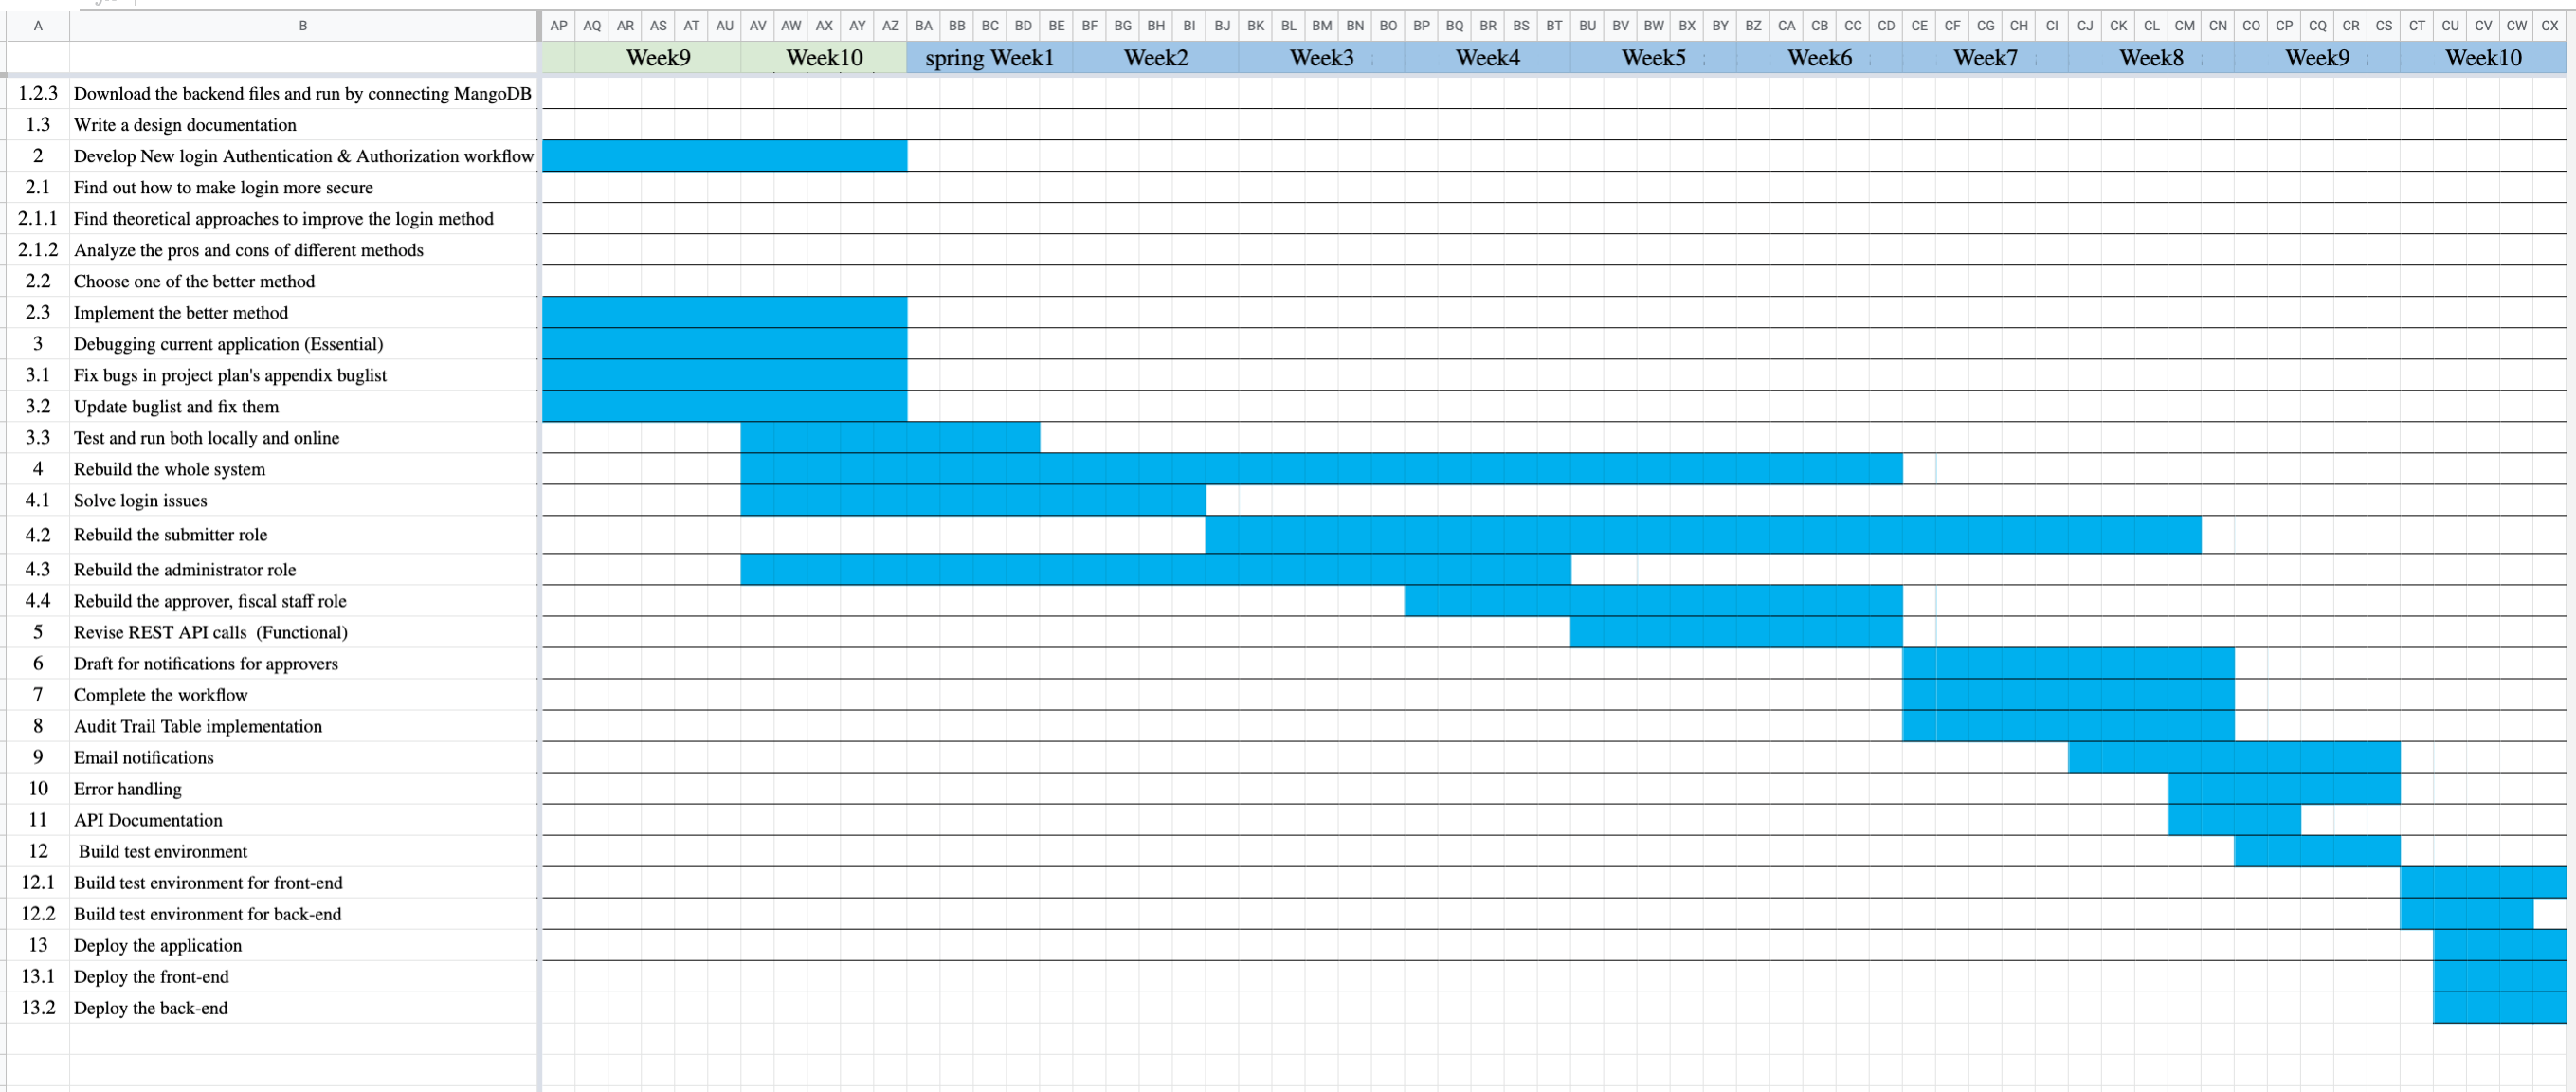 A B AP AQ AR AS AT AU AV AW AX AY AZ BA BB BC BD BE BF BG BH BI BJ BK BL BM BN BO BP BQ BR BS BT BU BV BW BX BY BZ CA CB CC CD CE CF CG CH CI CJ CK CL CM CN CO CP CQ CR CS CT CU CV CW CX
Week9 Week10 spring Week1 Week2 Week3 Week4 Week5 Week6 Week7 Week8 Week9 Week10
1.2.3 Download the backend files and run by connecting MangoDB
1.3 Write a design documentation
2 Develop New login Authentication & Authorization workflow
2.1 Find out how to make login more secure
2.1.1 Find theoretical approaches to improve the login method
2.1.2 Analyze the pros and cons of different methods
2.2 Choose one of the better method
2.3 Implement the better method
3 Debugging current application (Essential)
3.1 Fix bugs in project plan's appendix buglist
3.2 Update buglist and fix them
3.3 Test and run both locally and online
4 Rebuild the whole system
4.1 Solve login issues
4.2 Rebuild the submitter role
4.3 Rebuild the administrator role
4.4 Rebuild the approver, fiscal staff role
5 Revise REST API calls (Functional)
6 Draft for notifications for approvers
7 Complete the workflow
8 Audit Trail Table implementation
9 Email notifications
10 Error handling
11 API Documentation
12 Build test environment
12.1 Build test environment for front-end
12.2 Build test environment for back-end
13 Deploy the application
13.1 Deploy the front-end
13.2 Deploy the back-end